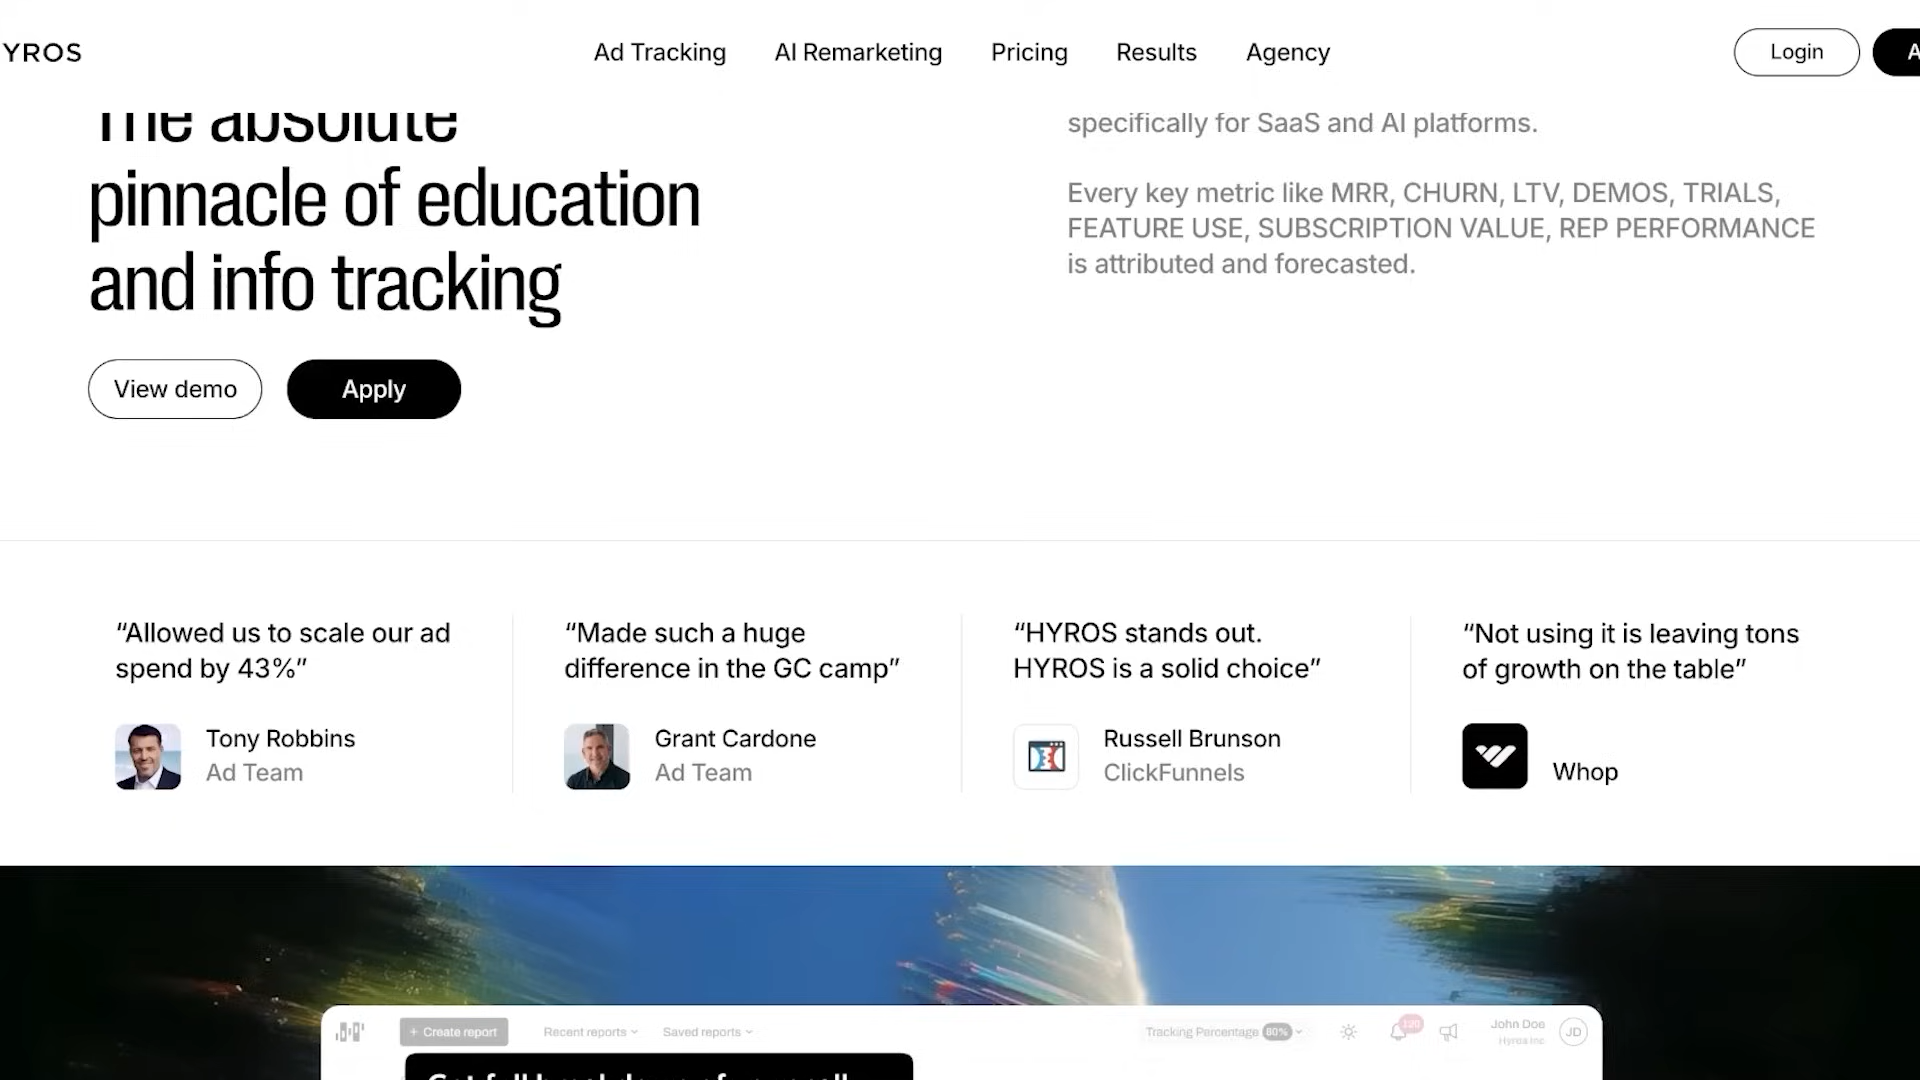 YROS
Ad Tracking
AI Remarketing
Pricing
Results
Agency
Login
A
The absolute
pinnacle of education
and info tracking
View demo
Apply
specifically for SaaS and AI platforms.
Every key metric like MRR, CHURN, LTV, DEMOS, TRIALS,
FEATURE USE, SUBSCRIPTION VALUE, REP PERFORMANCE
is attributed and forecasted.
“Allowed us to scale our ad
spend by 43%”
Tony Robbins
Ad Team
“Made such a huge
difference in the GC camp”
Grant Cardone
Ad Team
“HYROS stands out.
HYROS is a solid choice”
Russell Brunson
ClickFunnels
“Not using it is leaving tons
of growth on the table”
Whop
+ Create report
Recent reports
Saved reports
Tracking Percentage 80%
John Doe
Hyros Inc
JD